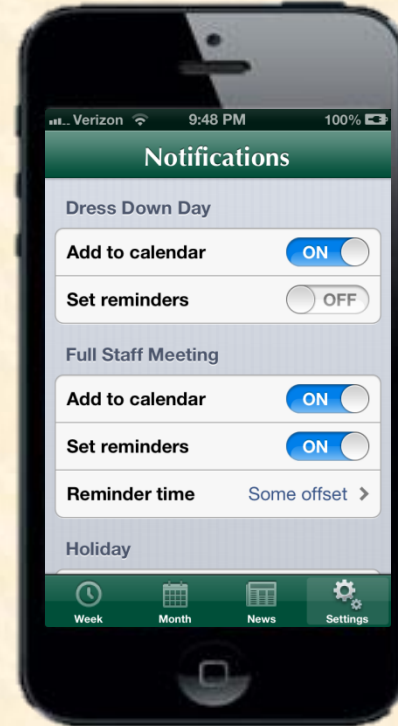 Verizon 9:48 PM 100%
Notifications
Dress Down Day
Add to calendar ON
Set reminders OFF
Full Staff Meeting
Add to calendar ON
Set reminders ON
Reminder time Some offset >
Holiday
Week Month News Settings